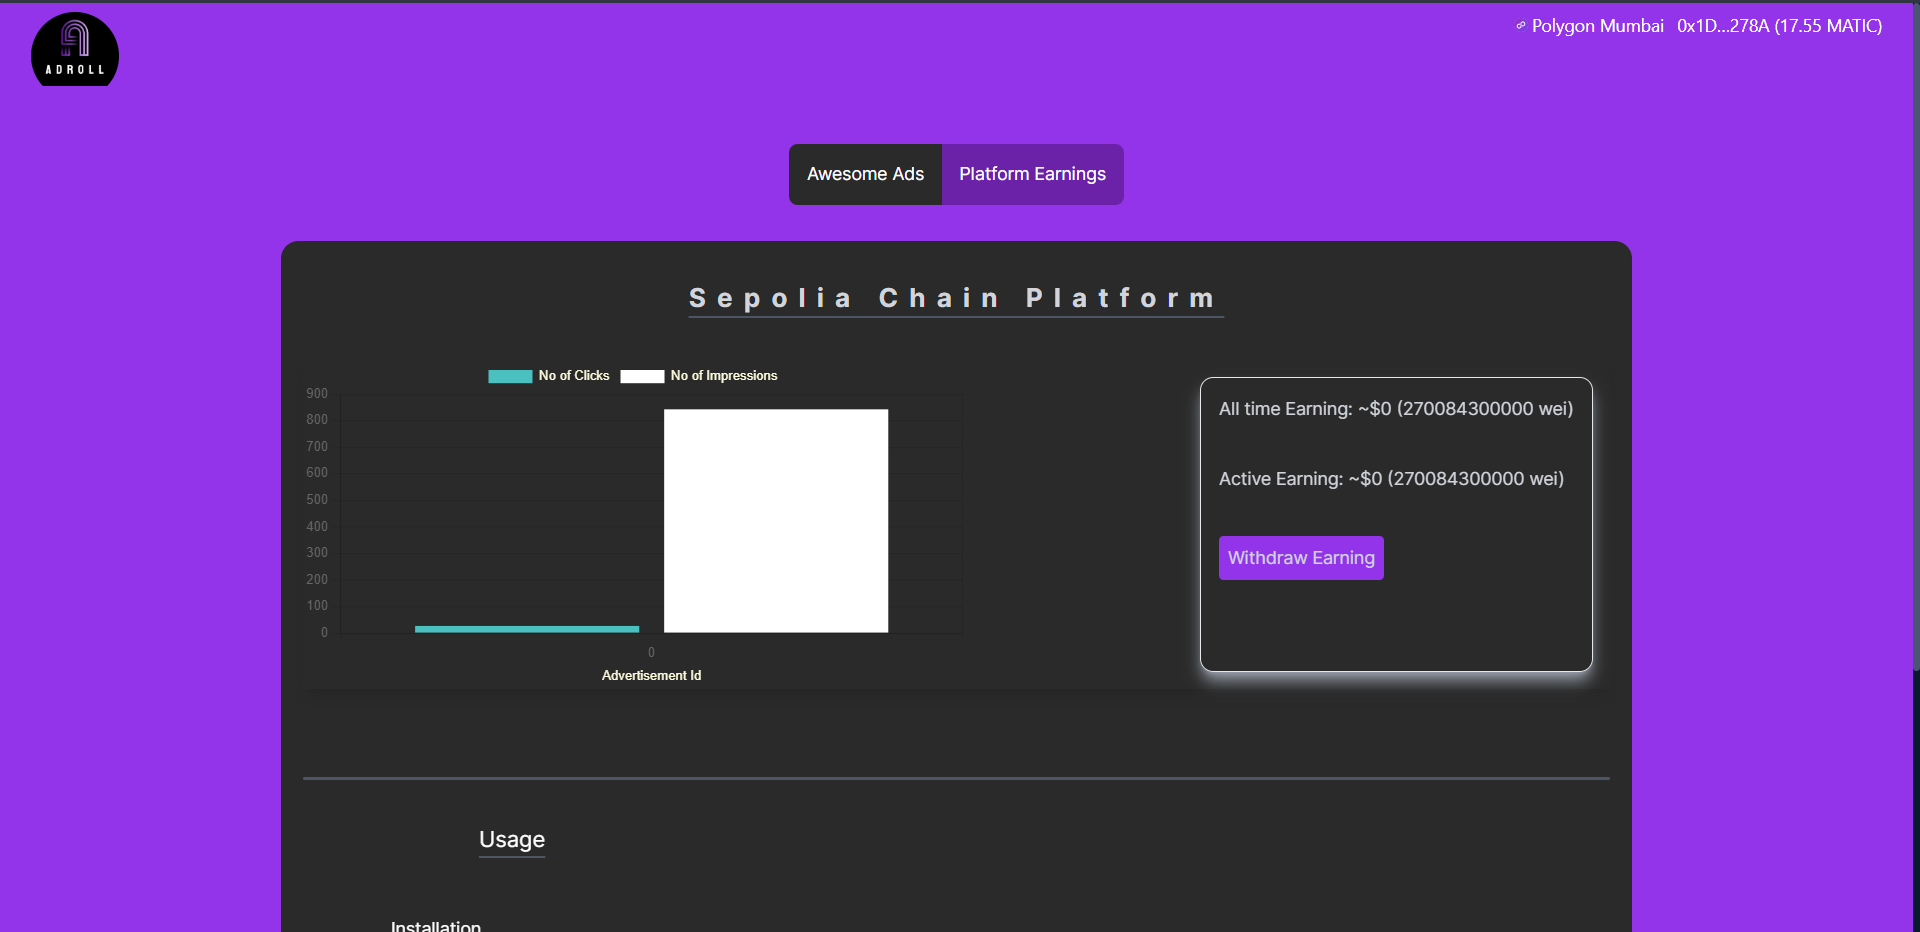 ADROLL
Polygon Mumbai 0x1D...278A (17.55 MATIC)
Awesome Ads Platform Earnings
Sepolia Chain Platform
No of Clicks No of Impressions
900
800
700
600
500
400
300
200
100
0
0
Advertisement Id
All time Earning: ~$0 (270084300000 wei)
Active Earning: ~$0 (270084300000 wei)
Withdraw Earning
Usage
Installation